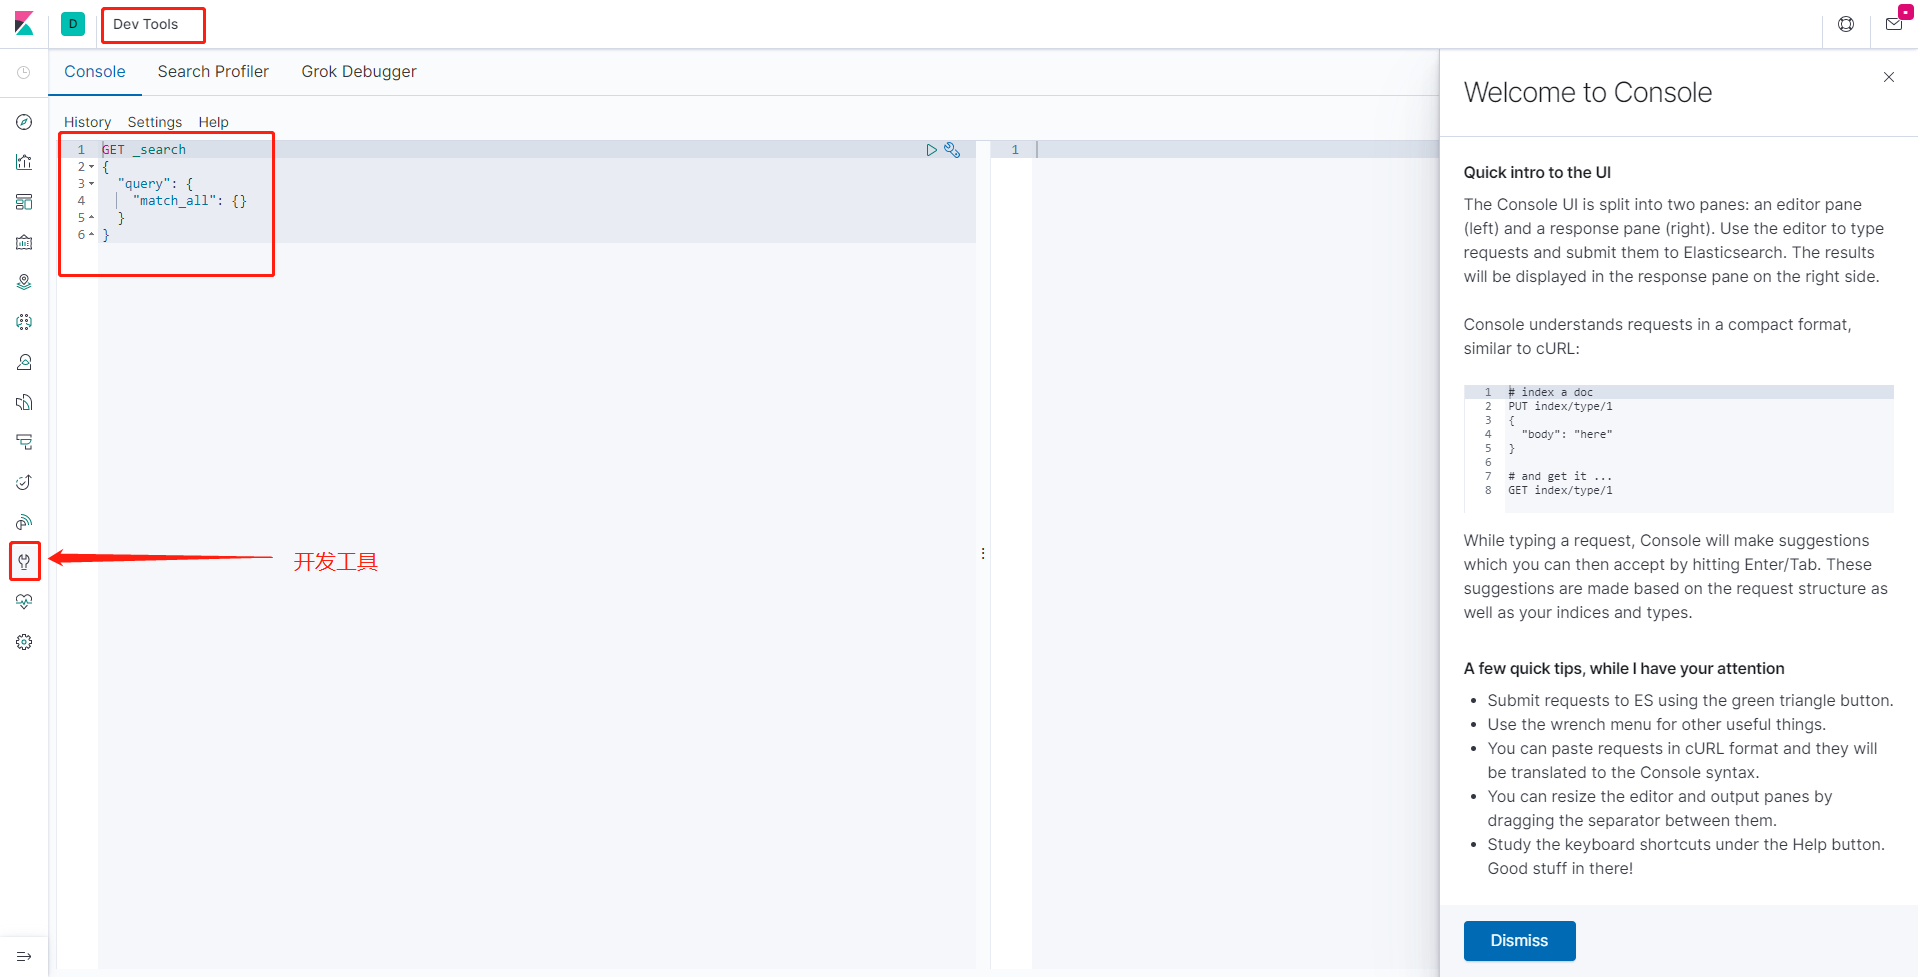 D
Dev Tools
Console Search Profiler Grok Debugger
History Settings Help
1 GET _search
2 {
3 "query": {
4 "match_all": {}
5 }
6 }
1
开发工具
Welcome to Console
Quick intro to the UI
The Console UI is split into two panes: an editor pane
(left) and a response pane (right). Use the editor to type
requests and submit them to Elasticsearch. The results
will be displayed in the response pane on the right side.
Console understands requests in a compact format,
similar to cURL:
1 # index a doc
2 PUT index/type/1
3 {
4 "body": "here"
5 }
6
7 # and get it ...
8 GET index/type/1
While typing a request, Console will make suggestions
which you can then accept by hitting Enter/Tab. These
suggestions are made based on the request structure as
well as your indices and types.
A few quick tips, while I have your attention
• Submit requests to ES using the green triangle button.
• Use the wrench menu for other useful things.
• You can paste requests in cURL format and they will
be translated to the Console syntax.
• You can resize the editor and output panes by
dragging the separator between them.
• Study the keyboard shortcuts under the Help button.
Good stuff in there!
Dismiss